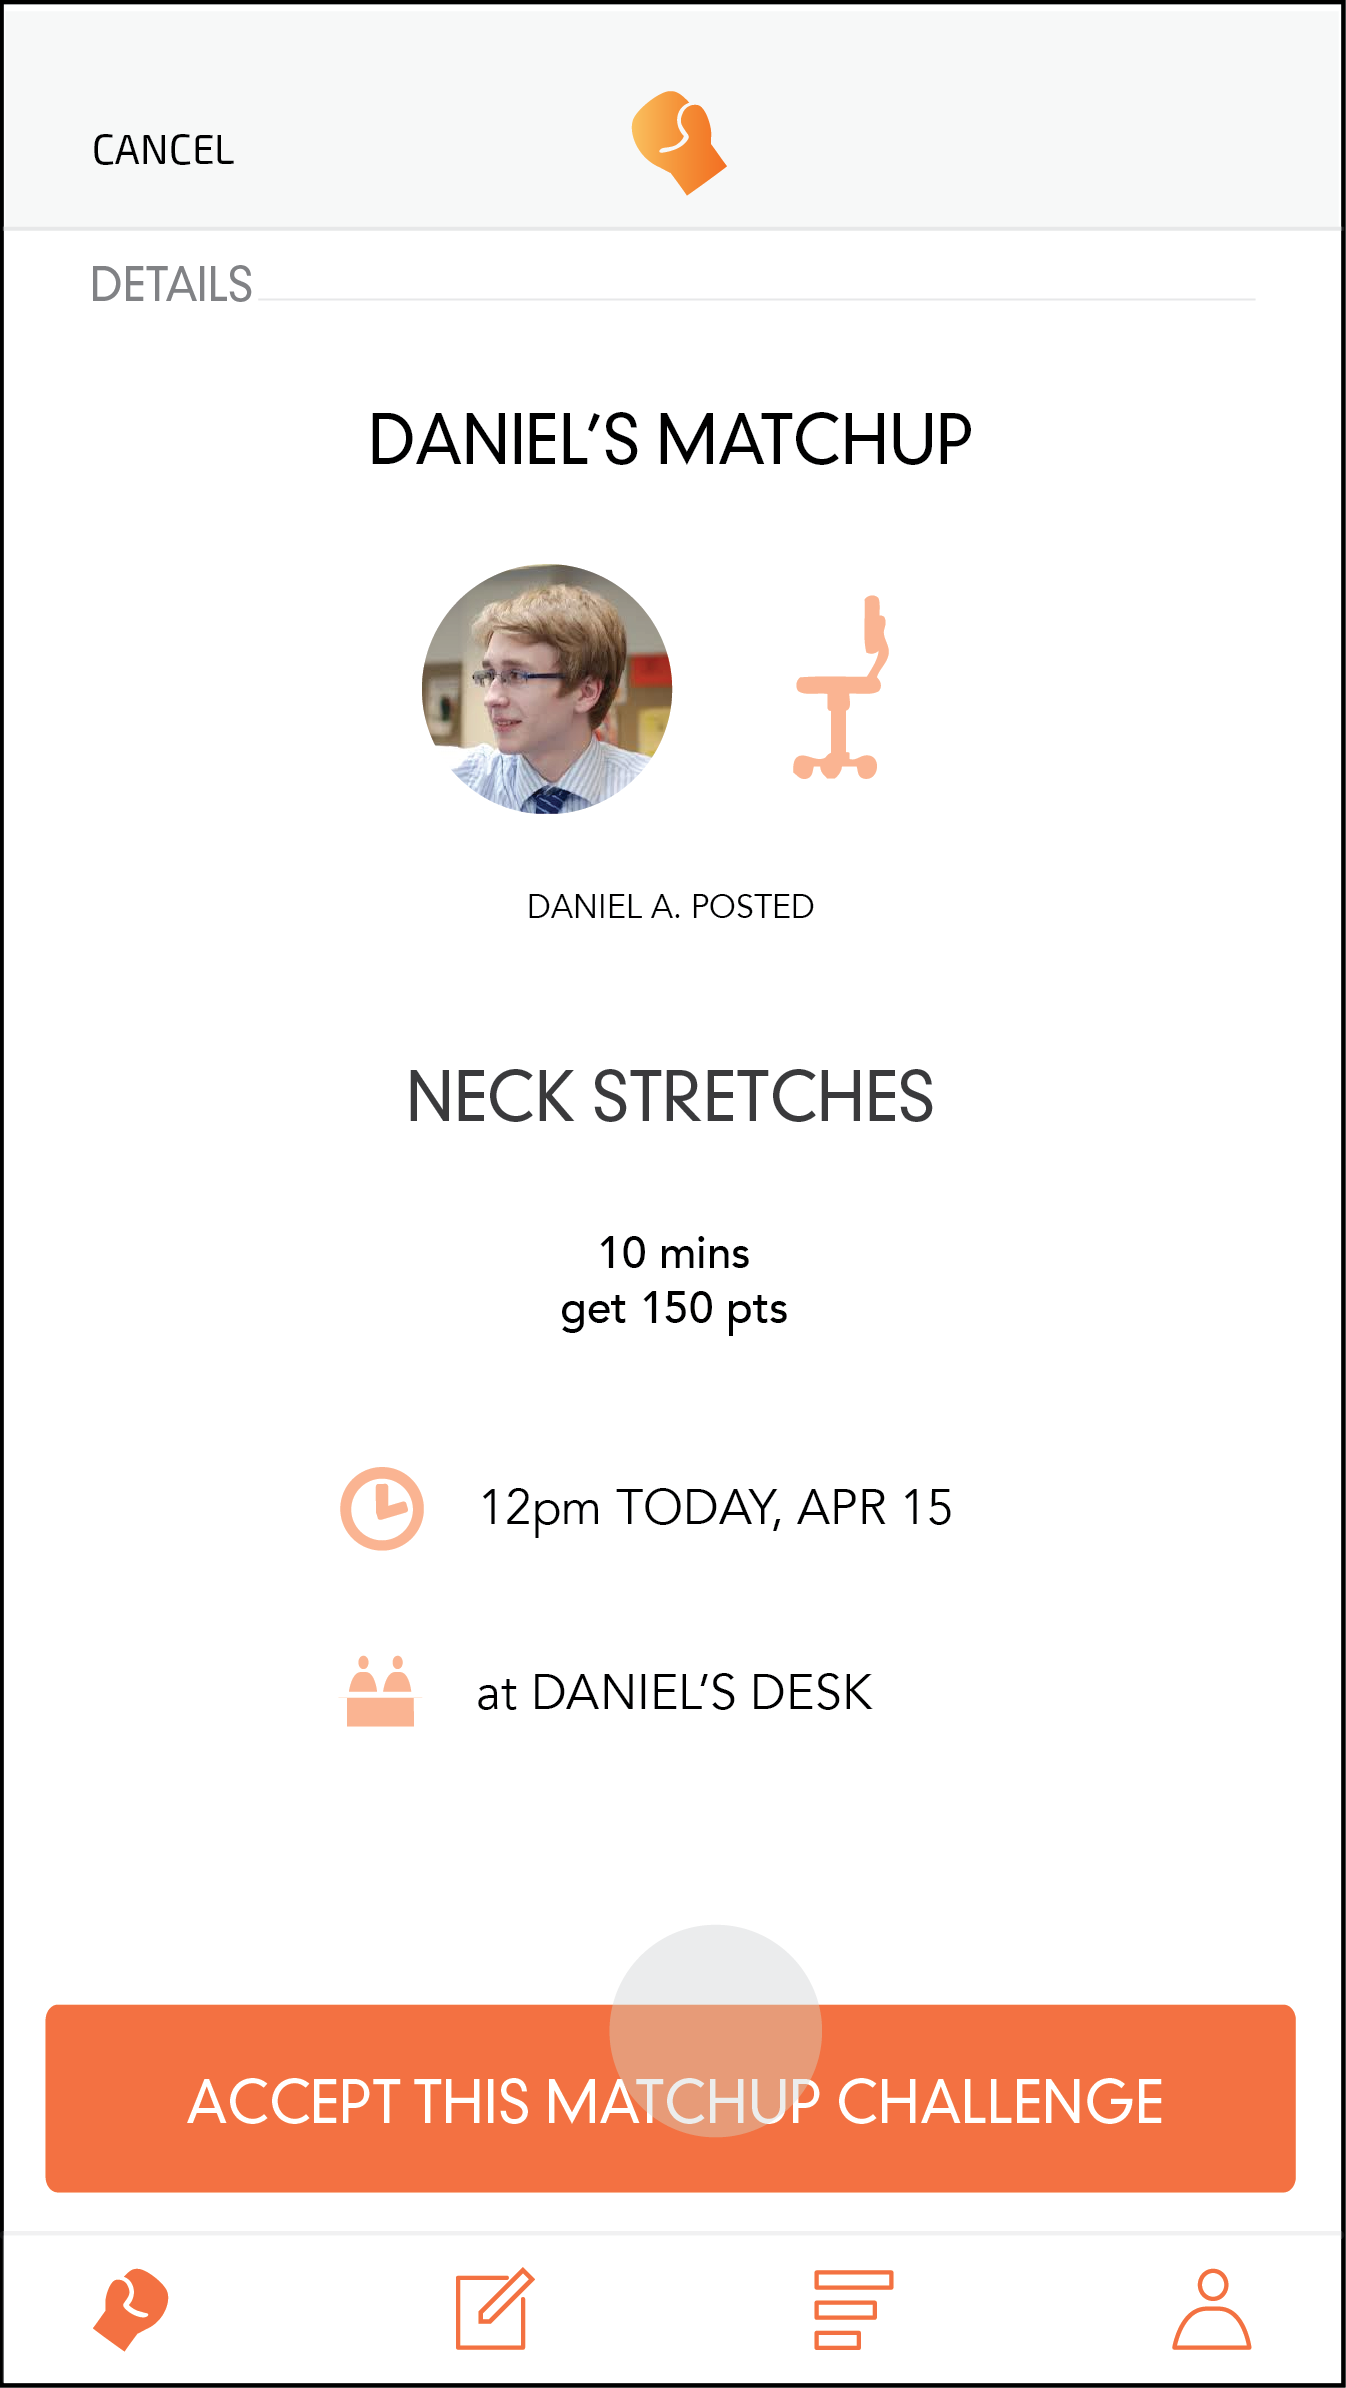 CANCEL
DETAILS
DANIEL’S MATCHUP
DANIEL A. POSTED
NECK STRETCHES
10 mins
get 150 pts
12pm TODAY, APR 15
at DANIEL’S DESK
ACCEPT THIS MATCHUP CHALLENGE